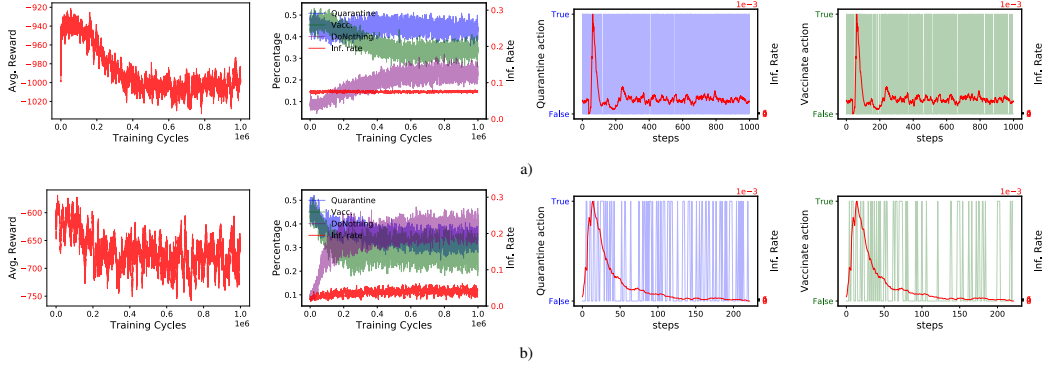 −920
−940
−960
−980
−1000
−1020
Avg. Reward
0.0 0.2 0.4 0.6 0.8 1.0
1e6
Training Cycles
0.5
0.4
0.3
0.2
0.1
Percentage
Quarantine
Vacc.
DoNothing
Inf. rate
0.3
0.2
0.1
0.0
Inf. Rate
0.0 0.2 0.4 0.6 0.8 1.0
1e6
Training Cycles
1e−3
True
False
Quarantine action
Inf. Rate
0 200 400 600 800 1000
steps
1e−3
True
False
Vaccinate action
Inf. Rate
0 200 400 600 800 1000
steps
a)
−600
−650
−700
−750
Avg. Reward
0.0 0.2 0.4 0.6 0.8 1.0
1e6
Training Cycles
0.5
0.4
0.3
0.2
0.1
Percentage
Quarantine
Vacc.
DoNothing
Inf. rate
0.3
0.2
0.1
0.0
Inf. Rate
0.0 0.2 0.4 0.6 0.8 1.0
1e6
Training Cycles
1e−3
True
False
Quarantine action
Inf. Rate
0 50 100 150 200
steps
1e−3
True
False
Vaccinate action
Inf. Rate
0 50 100 150 200
steps
b)